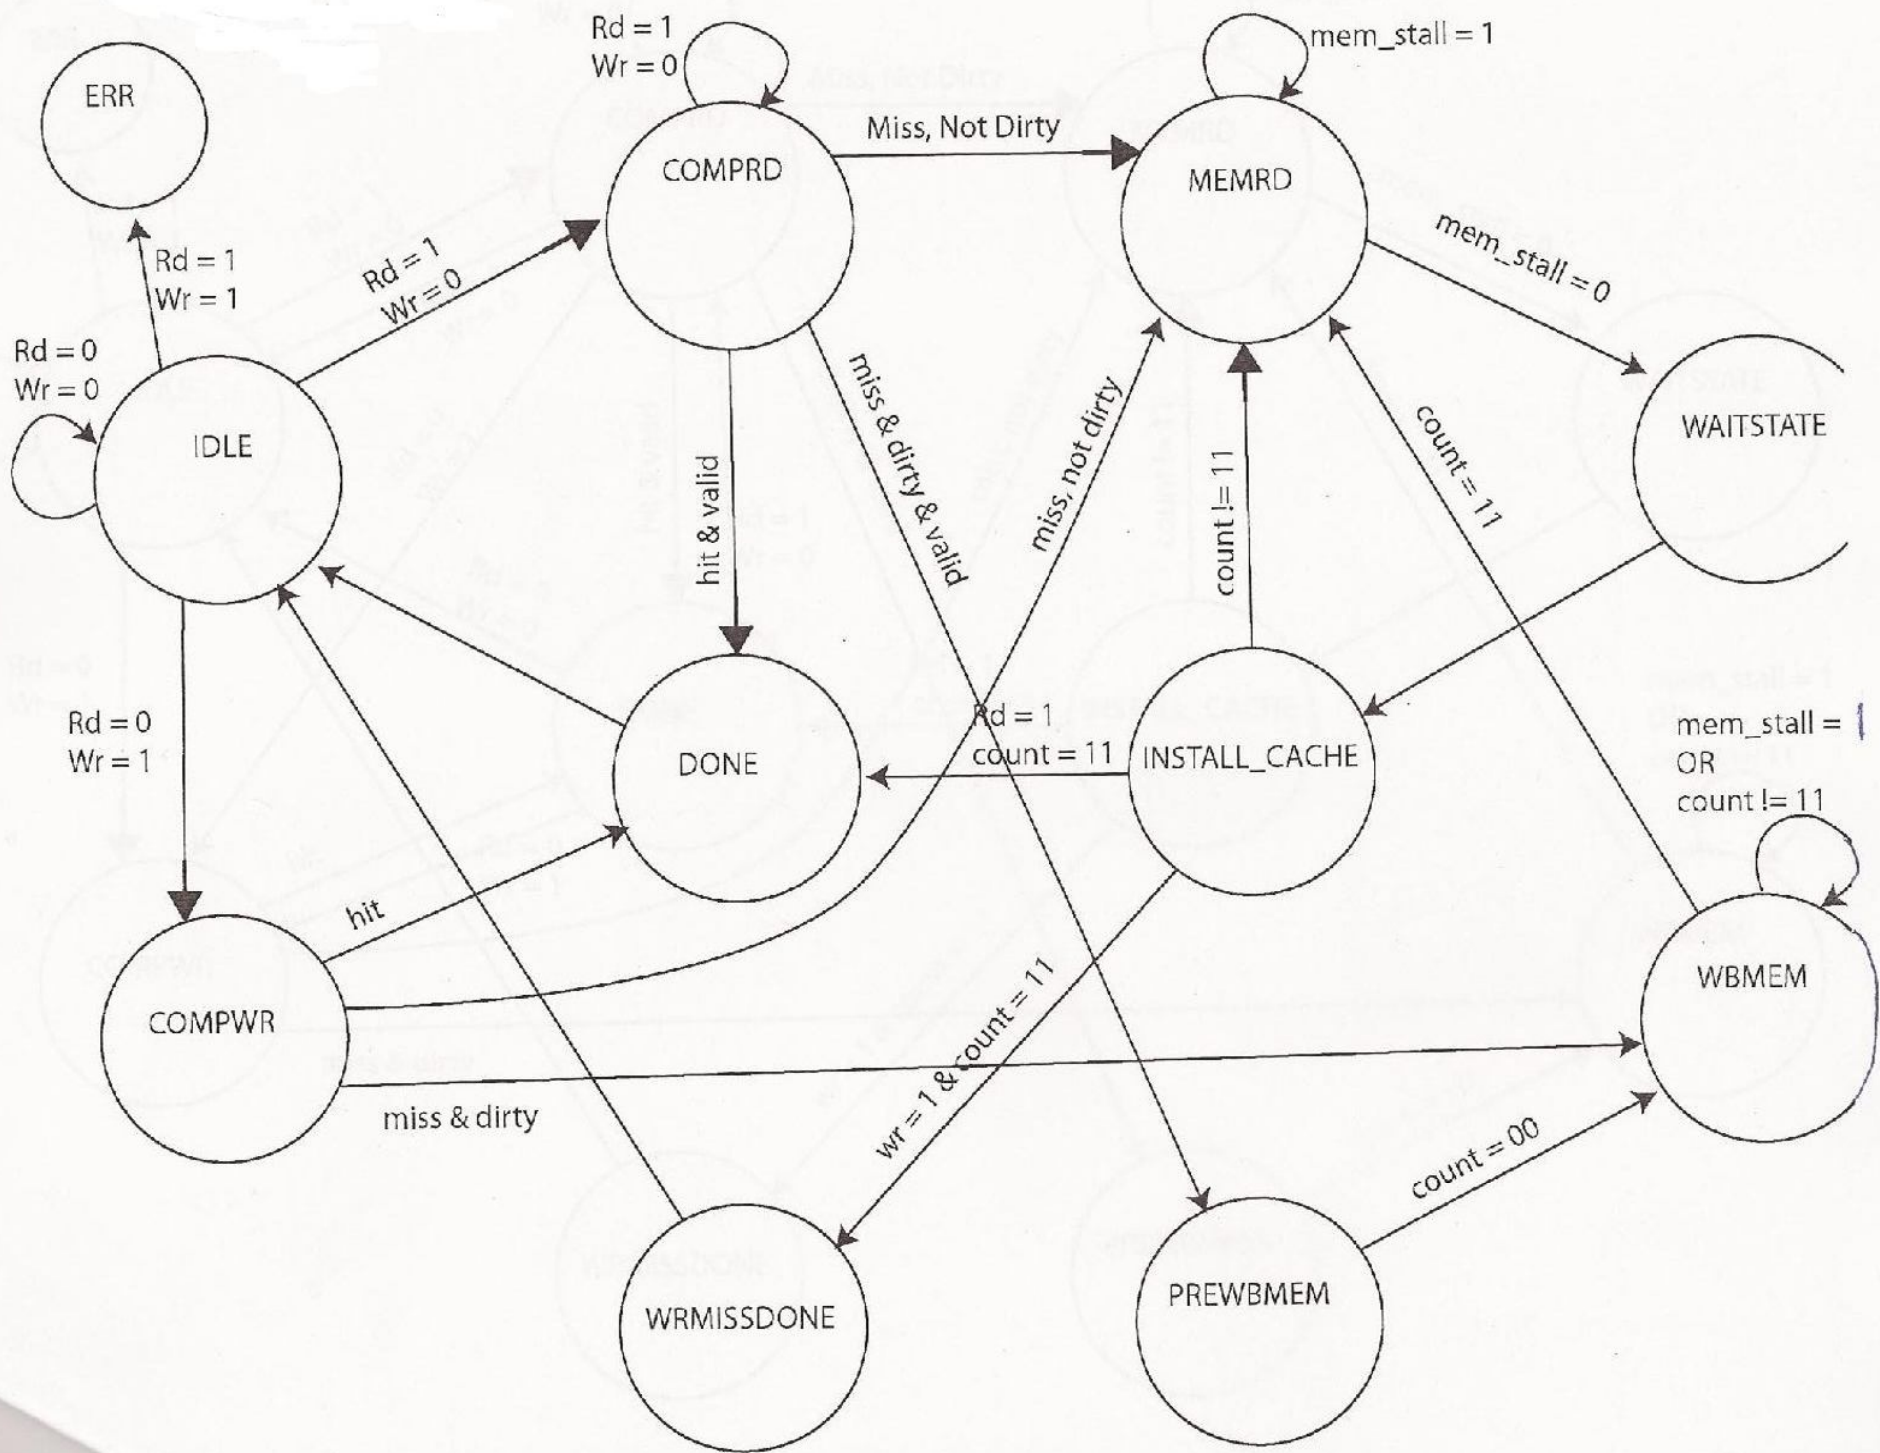 Rd = 1
Wr = 0
mem_stall = 1
ERR
Miss, Not Dirty
COMPRD
MEMRD
Rd = 1
Wr = 1
Rd = 1
Wr = 0
mem_stall = 0
Rd = 0
Wr = 0
IDLE
WAITSTATE
hit & valid
miss & dirty & valid
miss, not dirty
count != 11
count = 11
Rd = 0
Wr = 1
DONE
Rd = 1
count = 11
INSTALL_CACHE
mem_stall = 1
OR
count != 11
hit
COMPWR
WBMEM
miss & dirty
wr = 1 & count = 11
count = 00
WRMISSDONE
PREWBMEM